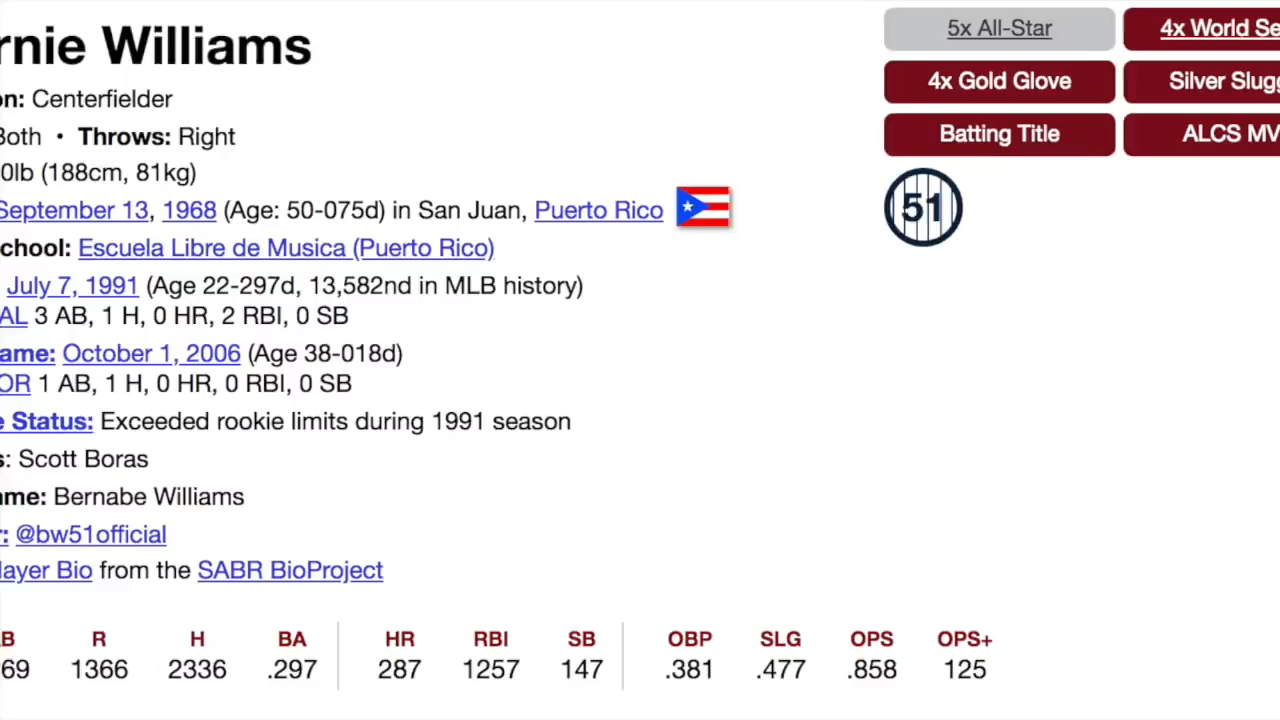 rnie Williams
on: Centerfielder
Both • Throws: Right
0lb (188cm, 81kg)
September 13, 1968 (Age: 50-075d) in San Juan, Puerto Rico
chool: Escuela Libre de Musica (Puerto Rico)
July 7, 1991 (Age 22-297d, 13,582nd in MLB history)
AL 3 AB, 1 H, 0 HR, 2 RBI, 0 SB
ame: October 1, 2006 (Age 38-018d)
OR 1 AB, 1 H, 0 HR, 0 RBI, 0 SB
e Status: Exceeded rookie limits during 1991 season
s: Scott Boras
ame: Bernabe Williams
r: @bw51official
layer Bio from the SABR BioProject
5x All-Star 4x World Se
4x Gold Glove Silver Slugg
Batting Title ALCS MV
51
B R H BA HR RBI SB OBP SLG OPS OPS+
69 1366 2336 .297 287 1257 147 .381 .477 .858 125